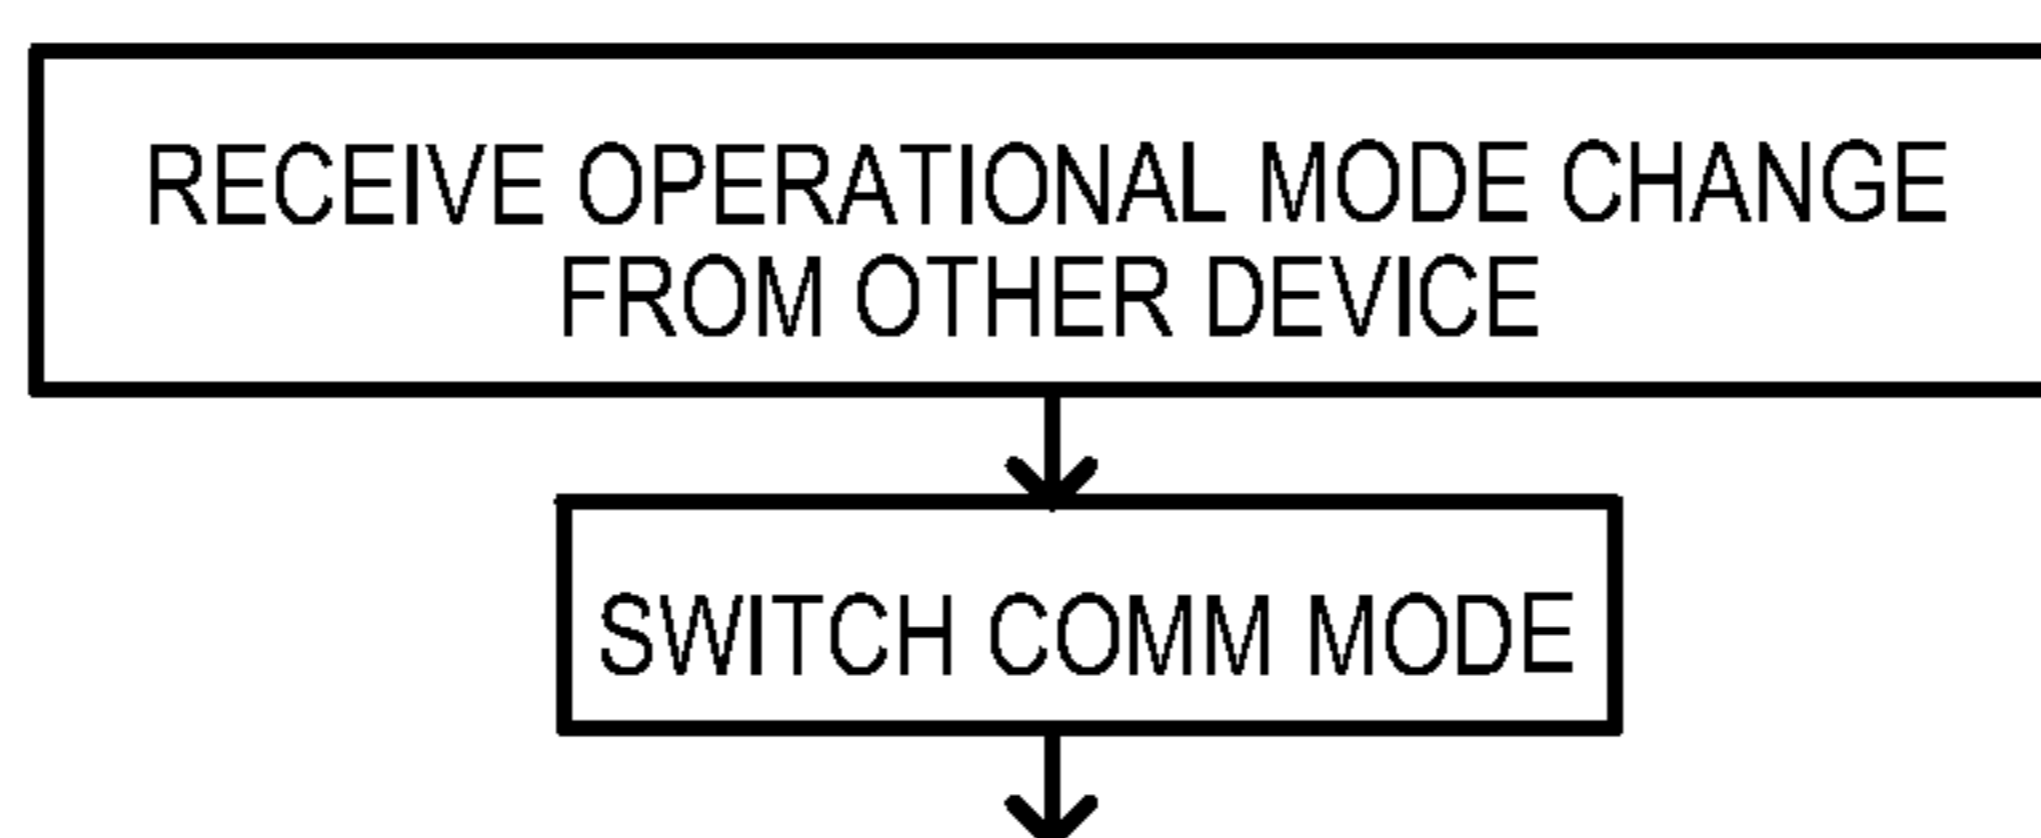 RECEIVE OPERATIONAL MODE CHANGE
FROM OTHER DEVICE
SWITCH COMM MODE